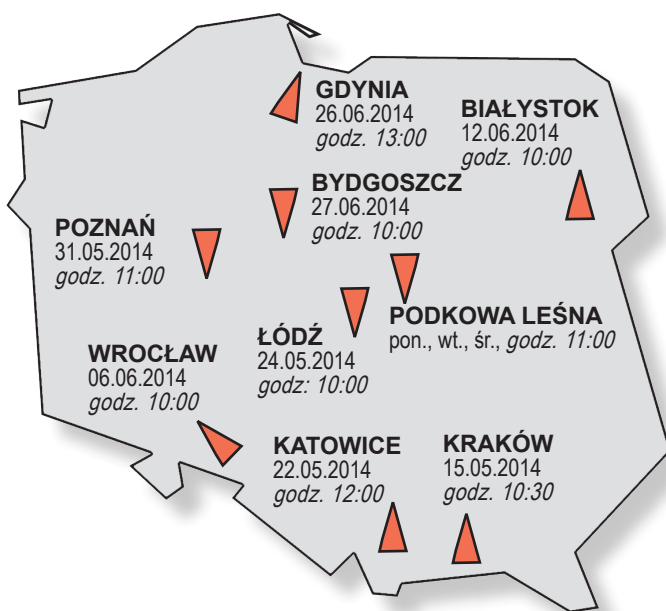 GDYNIA
26.06.2014
godz. 13:00
BIAŁYSTOK
12.06.2014
godz. 10:00
BYDGOSZCZ
27.06.2014
godz. 10:00
POZNAŃ
31.05.2014
godz. 11:00
PODKOWA LEŚNA
pon., wt., śr., godz. 11:00
ŁÓDŹ
24.05.2014
godz: 10:00
WROCŁAW
06.06.2014
godz. 10:00
KATOWICE
22.05.2014
godz. 12:00
KRAKÓW
15.05.2014
godz. 10:30